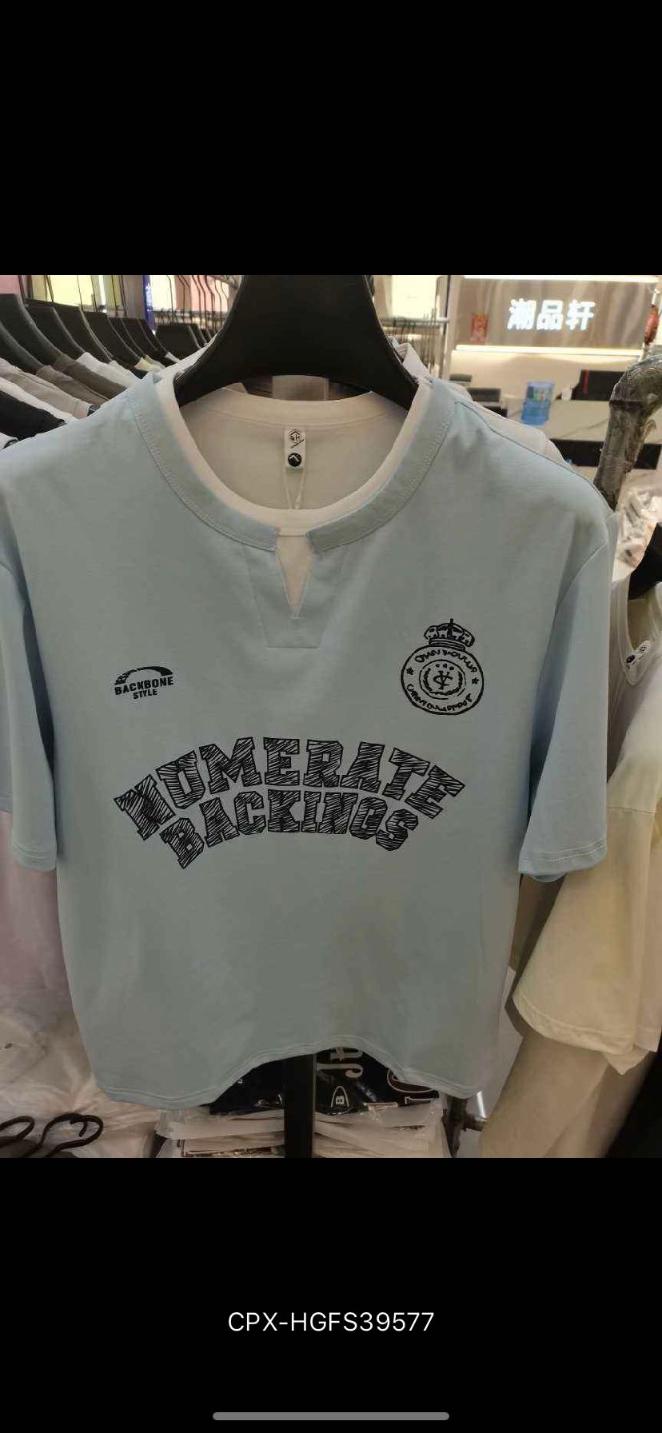 潮品轩
BACKBONE
STYLE
NUMERATE
BACKINGS
CPX-HGFS39577